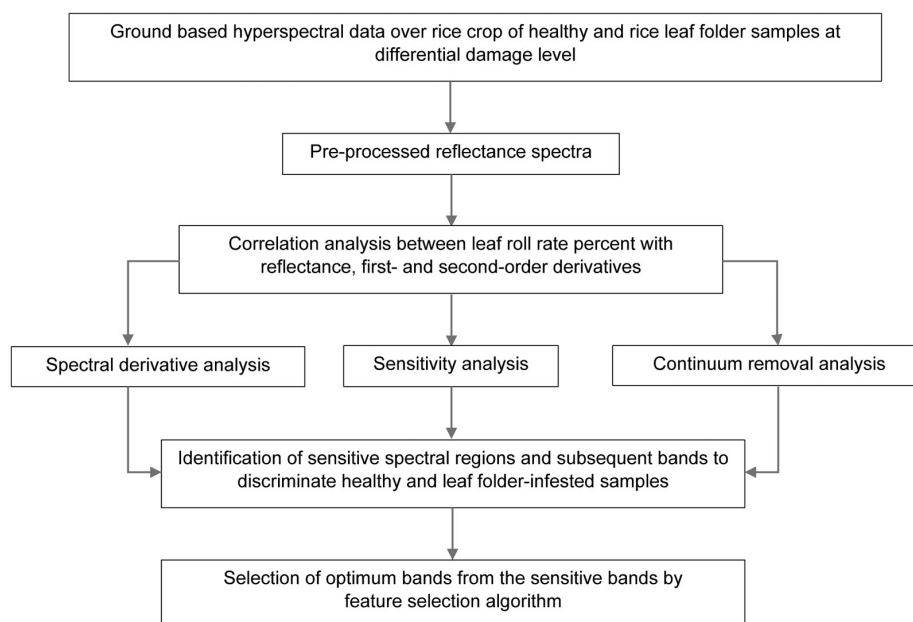 Ground based hyperspectral data over rice crop of healthy and rice leaf folder samples at
differential damage level
Pre-processed reflectance spectra
Correlation analysis between leaf roll rate percent with
reflectance, first- and second-order derivatives
Spectral derivative analysis
Sensitivity analysis
Continuum removal analysis
Identification of sensitive spectral regions and subsequent bands to
discriminate healthy and leaf folder-infested samples
Selection of optimum bands from the sensitive bands by
feature selection algorithm